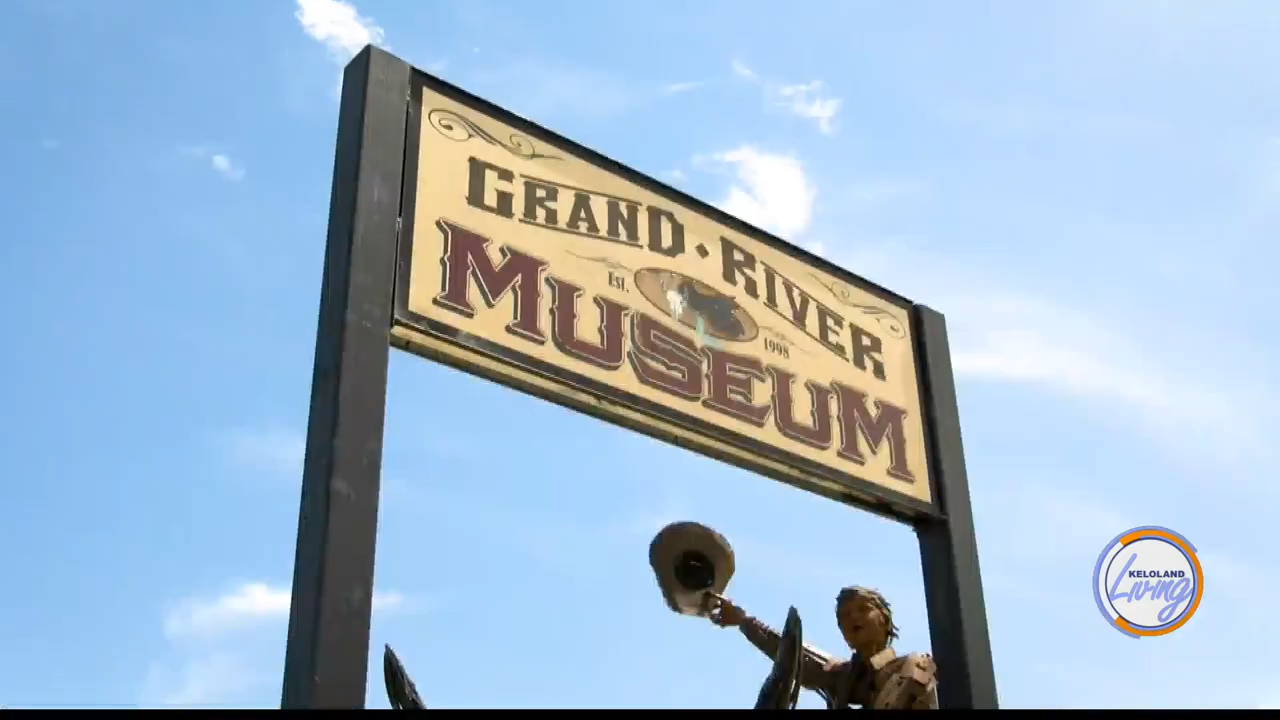 GRAND · RIVER
EST. 1998
MUSEUM
KELOLAND
Living